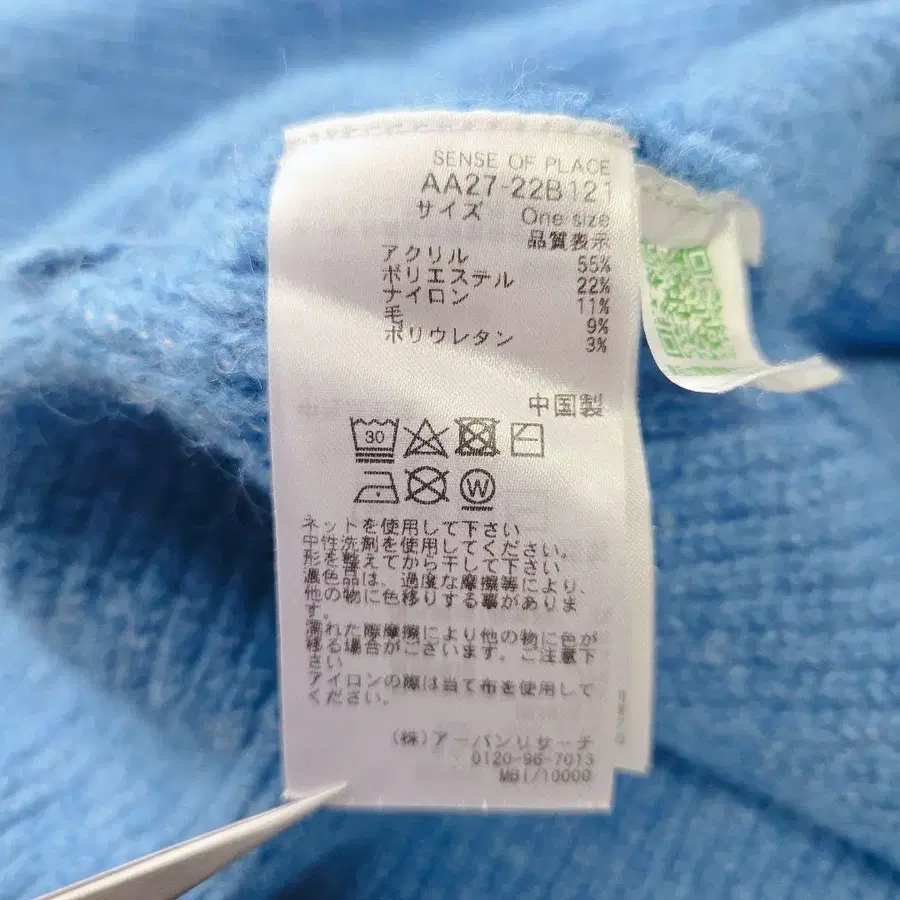 SENSE OF PLACE
AA27-22B121
サイズ One size
品質表示
アクリル 55%
ポリエステル 22%
ナイロン 11%
毛 9%
ポリウレタン 3%
中国製
30
W
ネットを使用して下さい
中性洗剤を使用してください。
形を整えてから干して下さい
濃色品は、過度な摩擦等により、
他の物に色移りする事がありま
す。
濡れた際摩擦により他の物に色が
移る場合がございます。ご注意下
さい
アイロンの際は当て布を使用して
ください。
(株)アーバンリサーチ
0120-96-7013
MBI/10000